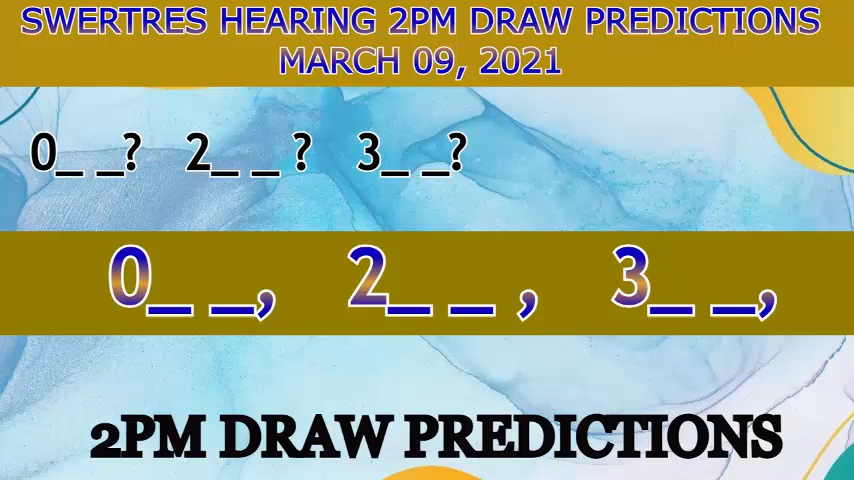 SWERTRES HEARING 2PM DRAW PREDICTIONS
MARCH 09, 2021
0_ _? 2_ _ ? 3_ _?
0_ _, 2_ _ , 3_ _,
2PM DRAW PREDICTIONS